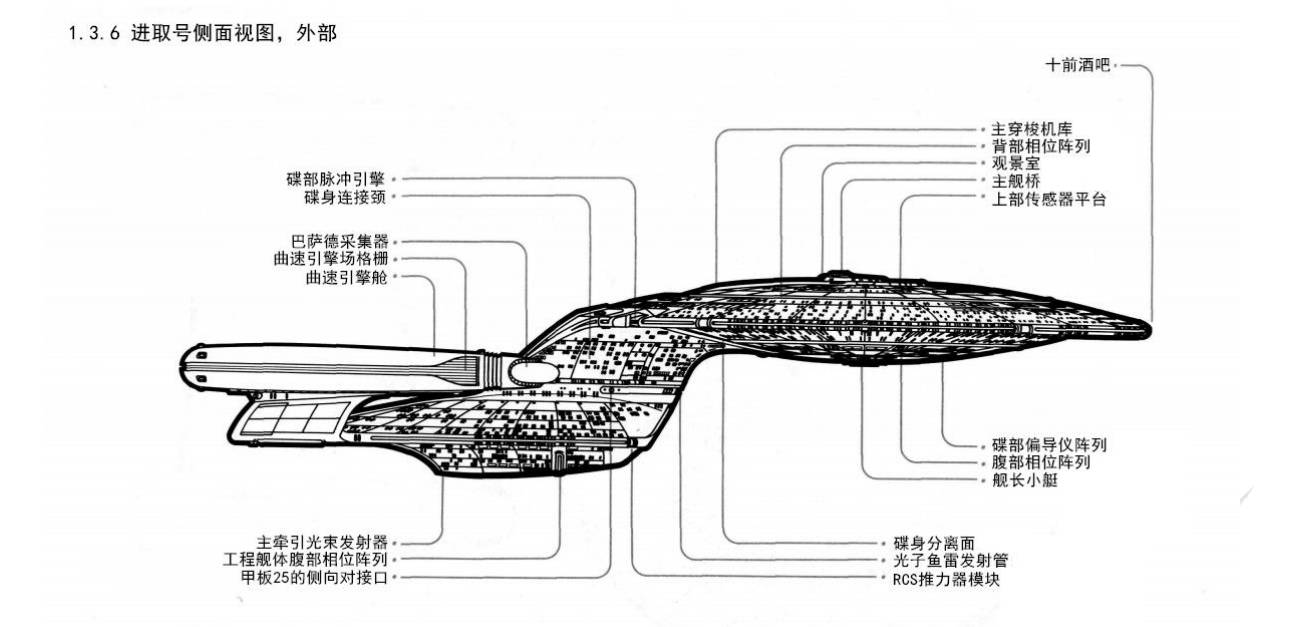 1.3.6 进取号侧面视图，外部
十前酒吧
主穿梭机库
背部相位阵列
观景室
主舰桥
上部传感器平台
碟部脉冲引擎
碟身连接颈
巴萨德采集器
曲速引擎场格栅
曲速引擎舱
碟部偏导仪阵列
腹部相位阵列
舰长小艇
主牵引光束发射器
工程舰体腹部相位阵列
甲板25的侧向对接口
碟身分离面
光子鱼雷发射管
RCS推力器模块